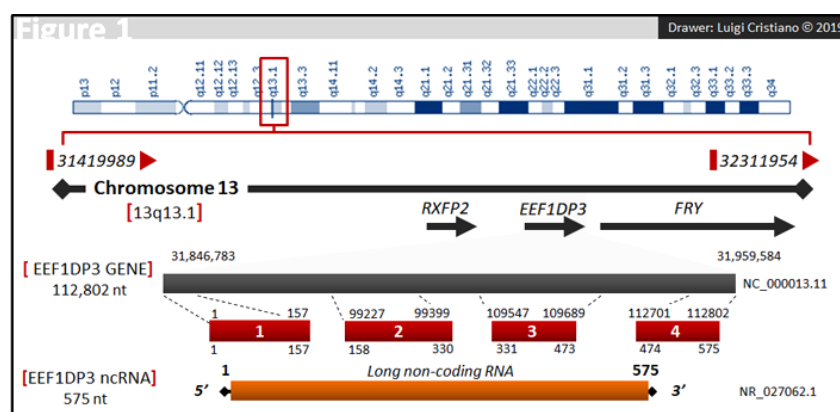 Figure 1
Drawer: Luigi Cristiano © 2019
p13 p12 p11.2 q12.11 q12.12 q12.13 q12.3 q13.1 q13.3 q14.11 q14.2 q14.3 q21.1 q21.2 q21.31 q21.32 q21.33 q22.1 q22.2 q22.3 q31.1 q31.2 q31.3 q32.1 q32.3 q33.1 q33.2 q33.3 q34
31419989 32311954
Chromosome 13
[13q13.1]
RXFP2 EEF1DP3 FRY
31,846,783 31,959,584
[ EEF1DP3 GENE]
112,802 nt
NC_000013.11
1 157 99227 99399 109547 109689 112701 112802
1 2 3 4
1 157 158 330 331 473 474 575
[EEF1DP3 ncRNA]
575 nt
1 Long non-coding RNA 575
5' 3'
NR_027062.1